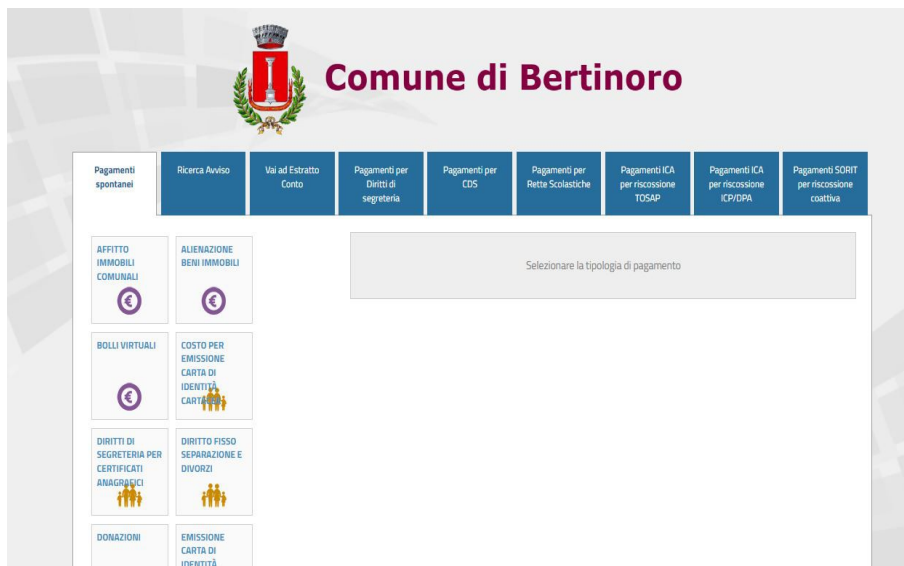 Comune di Bertinoro
Pagamenti
spontanei
Ricerca Avviso
Vai ad Estratto
Conto
Pagamenti per
Diritti di
segreteria
Pagamenti per
CDS
Pagamenti per
Rette Scolastiche
Pagamenti ICA
per riscossione
TOSAP
Pagamenti ICA
per riscossione
ICP/DPA
Pagamenti SORIT
per riscossione
coattiva
AFFITTO
IMMOBILI
COMUNALI
ALIENAZIONE
BENI IMMOBILI
Selezionare la tipologia di pagamento
BOLLI VIRTUALI
COSTO PER
EMISSIONE
CARTA DI
IDENTITÀ
DIRITTI DI
SEGRETERIA PER
CERTIFICATI
ANAGRAFICI
DIRITTO FISSO
SEPARAZIONE E
DIVORZI
DONAZIONI
EMISSIONE
CARTA DI
IDENTITÀ